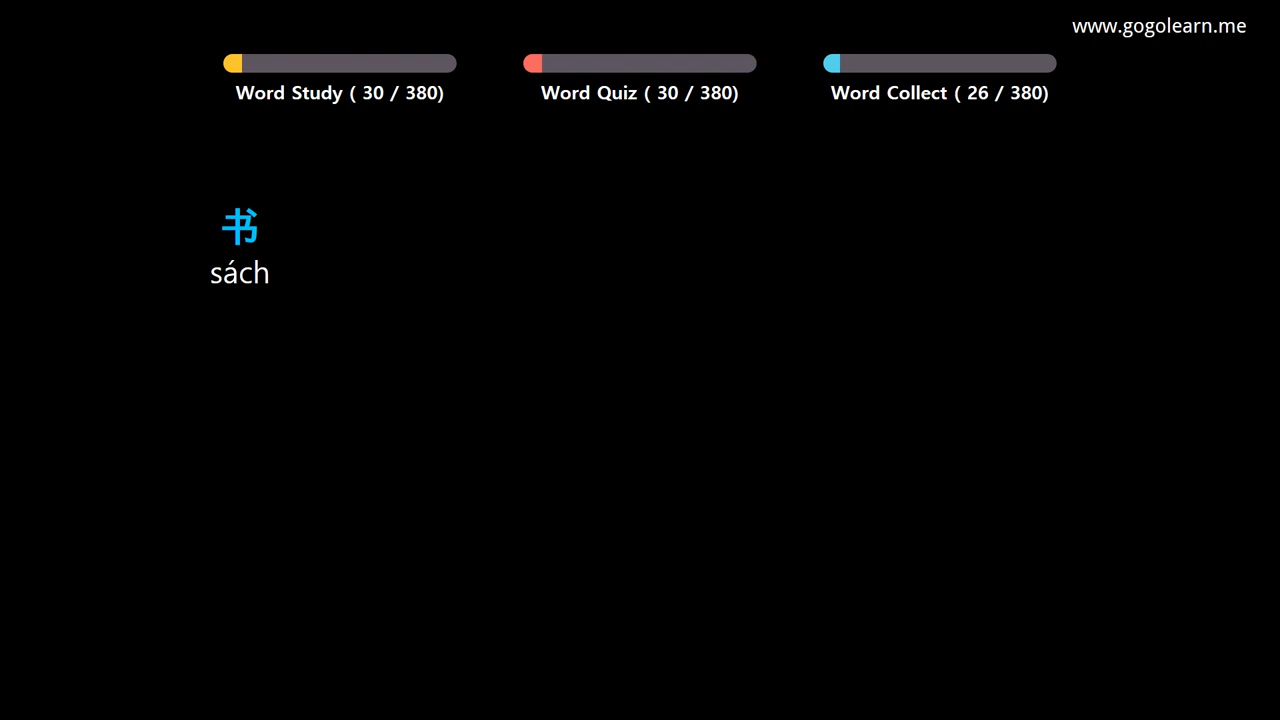 www.gogolearn.me
Word Study ( 30 / 380)
Word Quiz ( 30 / 380)
Word Collect ( 26 / 380)
书
sách